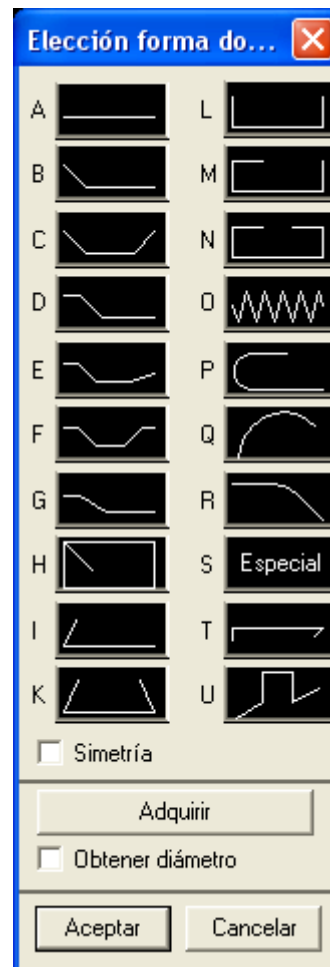 Elección forma do...
A L
B M
C N
D O
E P
F Q
G R
H S Especial
I T
K U
Simetría
Adquirir
Obtener diámetro
Aceptar Cancelar